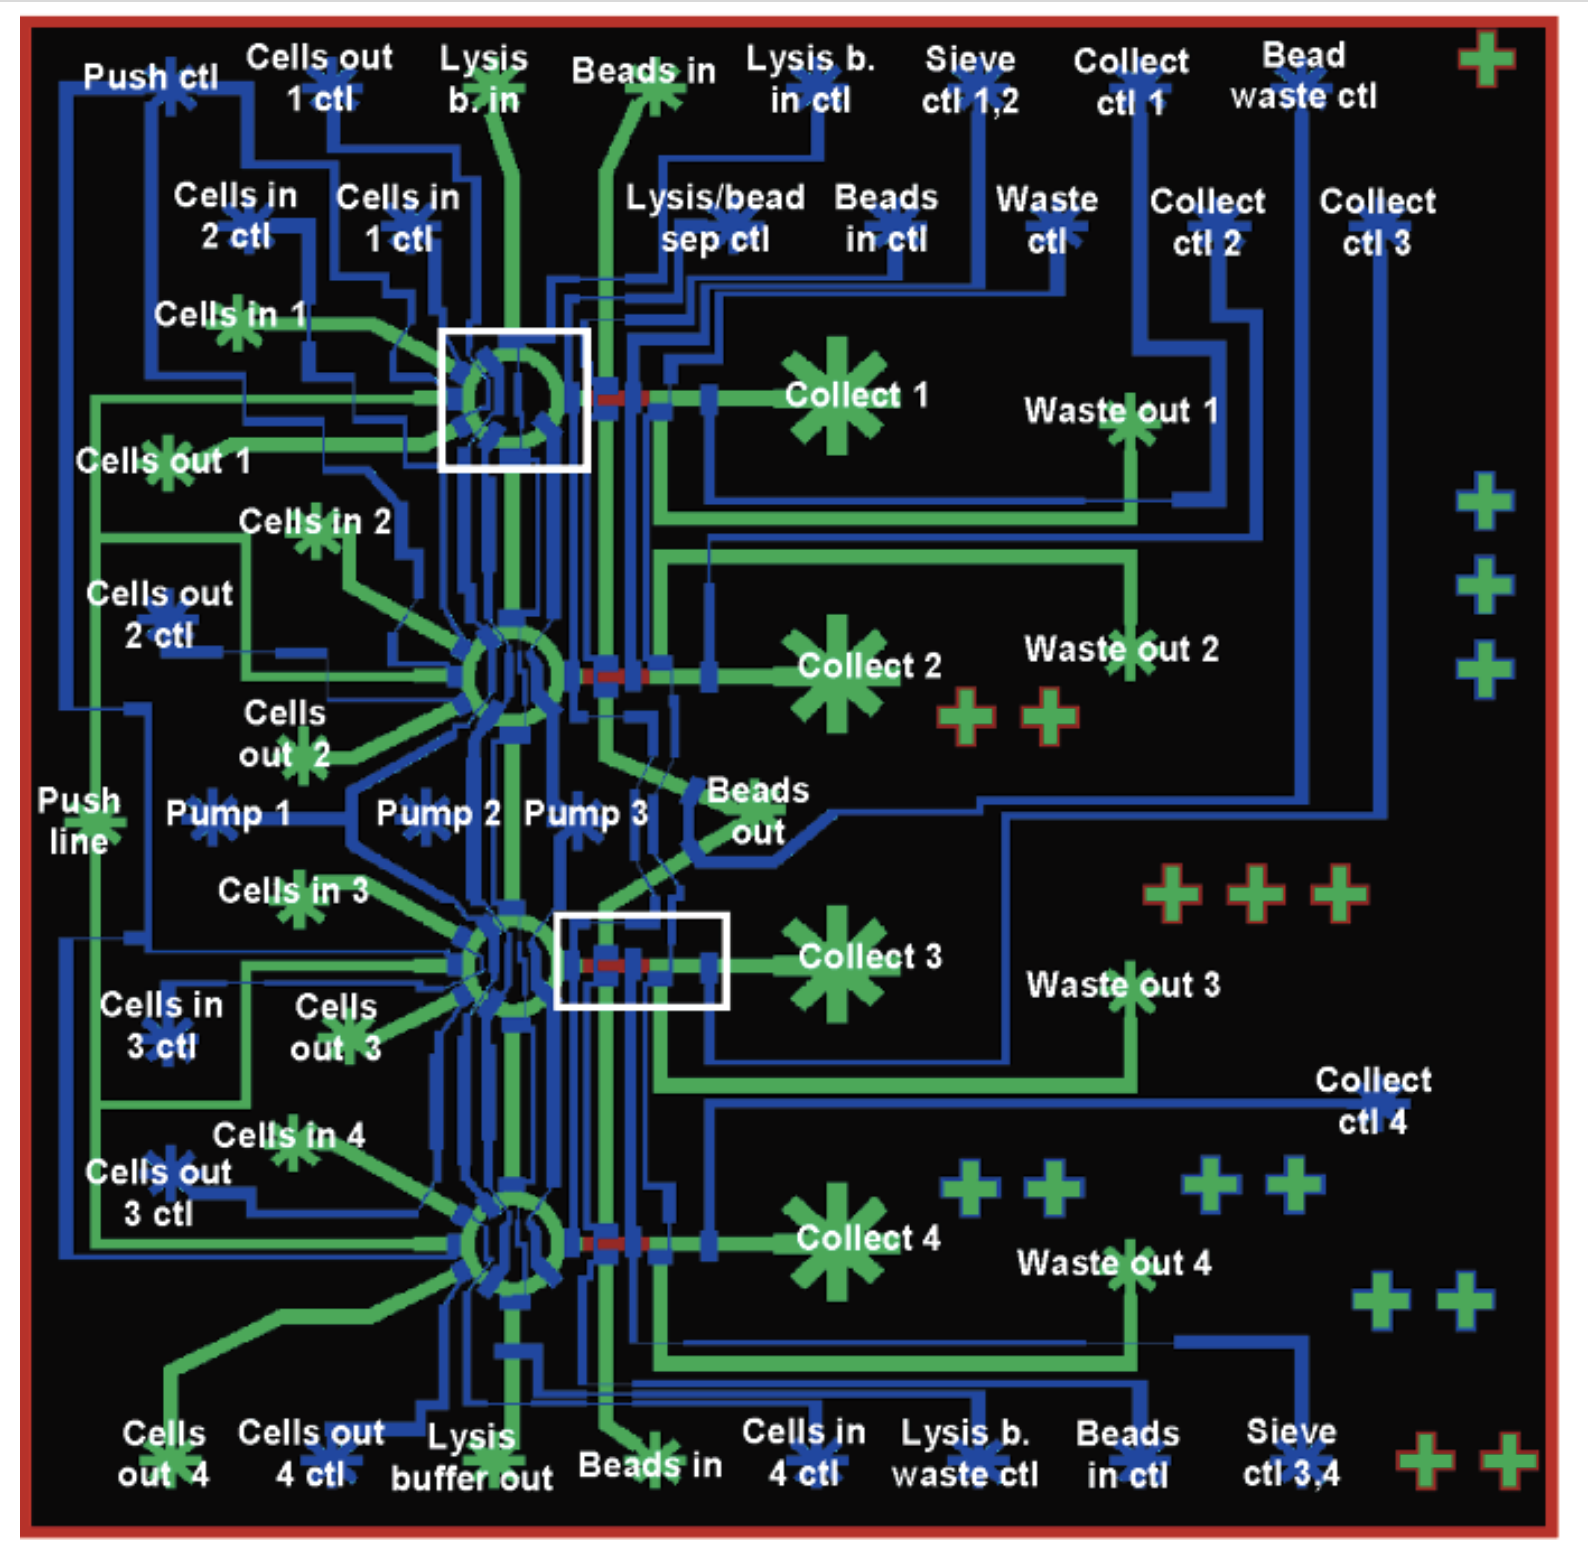 Push ctl
Cells out
1 ctl
Lysis
b. in
Beads in
Lysis b.
in ctl
Sieve
ctl 1,2
Collect
ctl 1
Bead
waste ctl
Cells in
2 ctl
Cells in
1 ctl
Lysis/bead
sep ctl
Beads
in ctl
Waste
ctl
Collect
ctl 2
Collect
ctl 3
Cells in 1
Collect 1
Waste out 1
Cells out 1
Cells in 2
Cells out
2 ctl
Collect 2
Waste out 2
Cells
out 2
Push
line
Pump 1
Pump 2
Pump 3
Beads
out
Cells in 3
Collect 3
Waste out 3
Cells in
3 ctl
Cells
out 3
Collect
ctl 4
Cells in 4
Cells out
3 ctl
Collect 4
Waste out 4
Cells
out 4
Cells out
4 ctl
Lysis
buffer out
Beads in
Cells in
4 ctl
Lysis b.
waste ctl
Beads
in ctl
Sieve
ctl 3,4